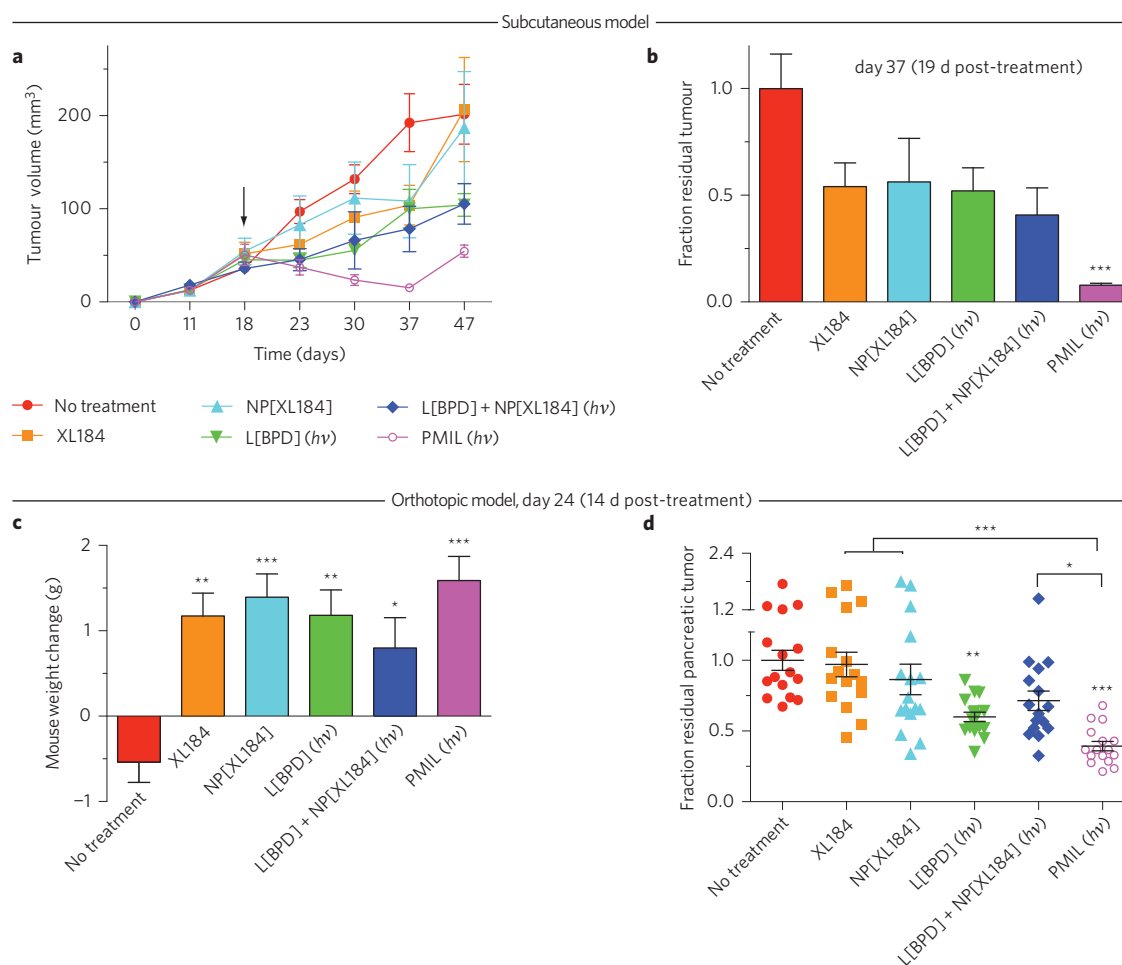 Subcutaneous model
a
Tumour volume (mm³)
200
100
0
0 11 18 23 30 37 47
Time (days)
b
day 37 (19 d post-treatment)
Fraction residual tumour
1.0
0.5
0.0
***
No treatment
XL184
NP[XL184]
L[BPD] (hν)
L[BPD] + NP[XL184] (hν)
PMIL (hν)
No treatment
NP[XL184]
L[BPD] + NP[XL184] (hν)
XL184
L[BPD] (hν)
PMIL (hν)
Orthotopic model, day 24 (14 d post-treatment)
c
Mouse weight change (g)
2
1
0
−1
**
***
**
*
***
No treatment
XL184
NP[XL184]
L[BPD] (hν)
L[BPD] + NP[XL184] (hν)
PMIL (hν)
d
Fraction residual pancreatic tumor
2.4
1.2
1.0
0.5
0.0
***
*
**
***
No treatment
XL184
NP[XL184]
L[BPD] (hν)
L[BPD] + NP[XL184] (hν)
PMIL (hν)